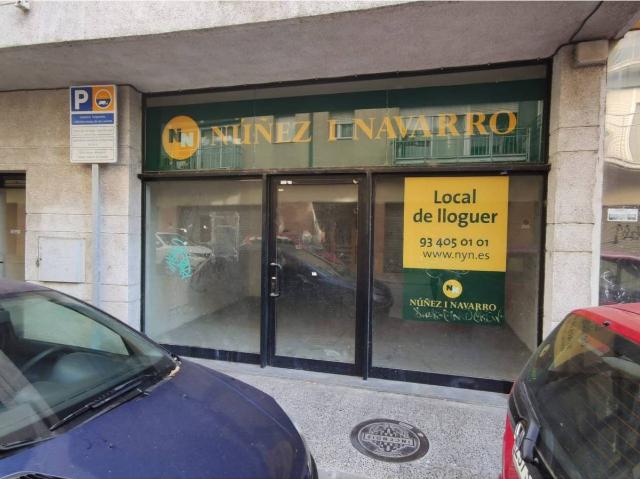 P
NN NÚÑEZ I NAVARRO
Local
de lloguer
93 405 01 01
www.nyn.es
NN
NÚÑEZ I NAVARRO